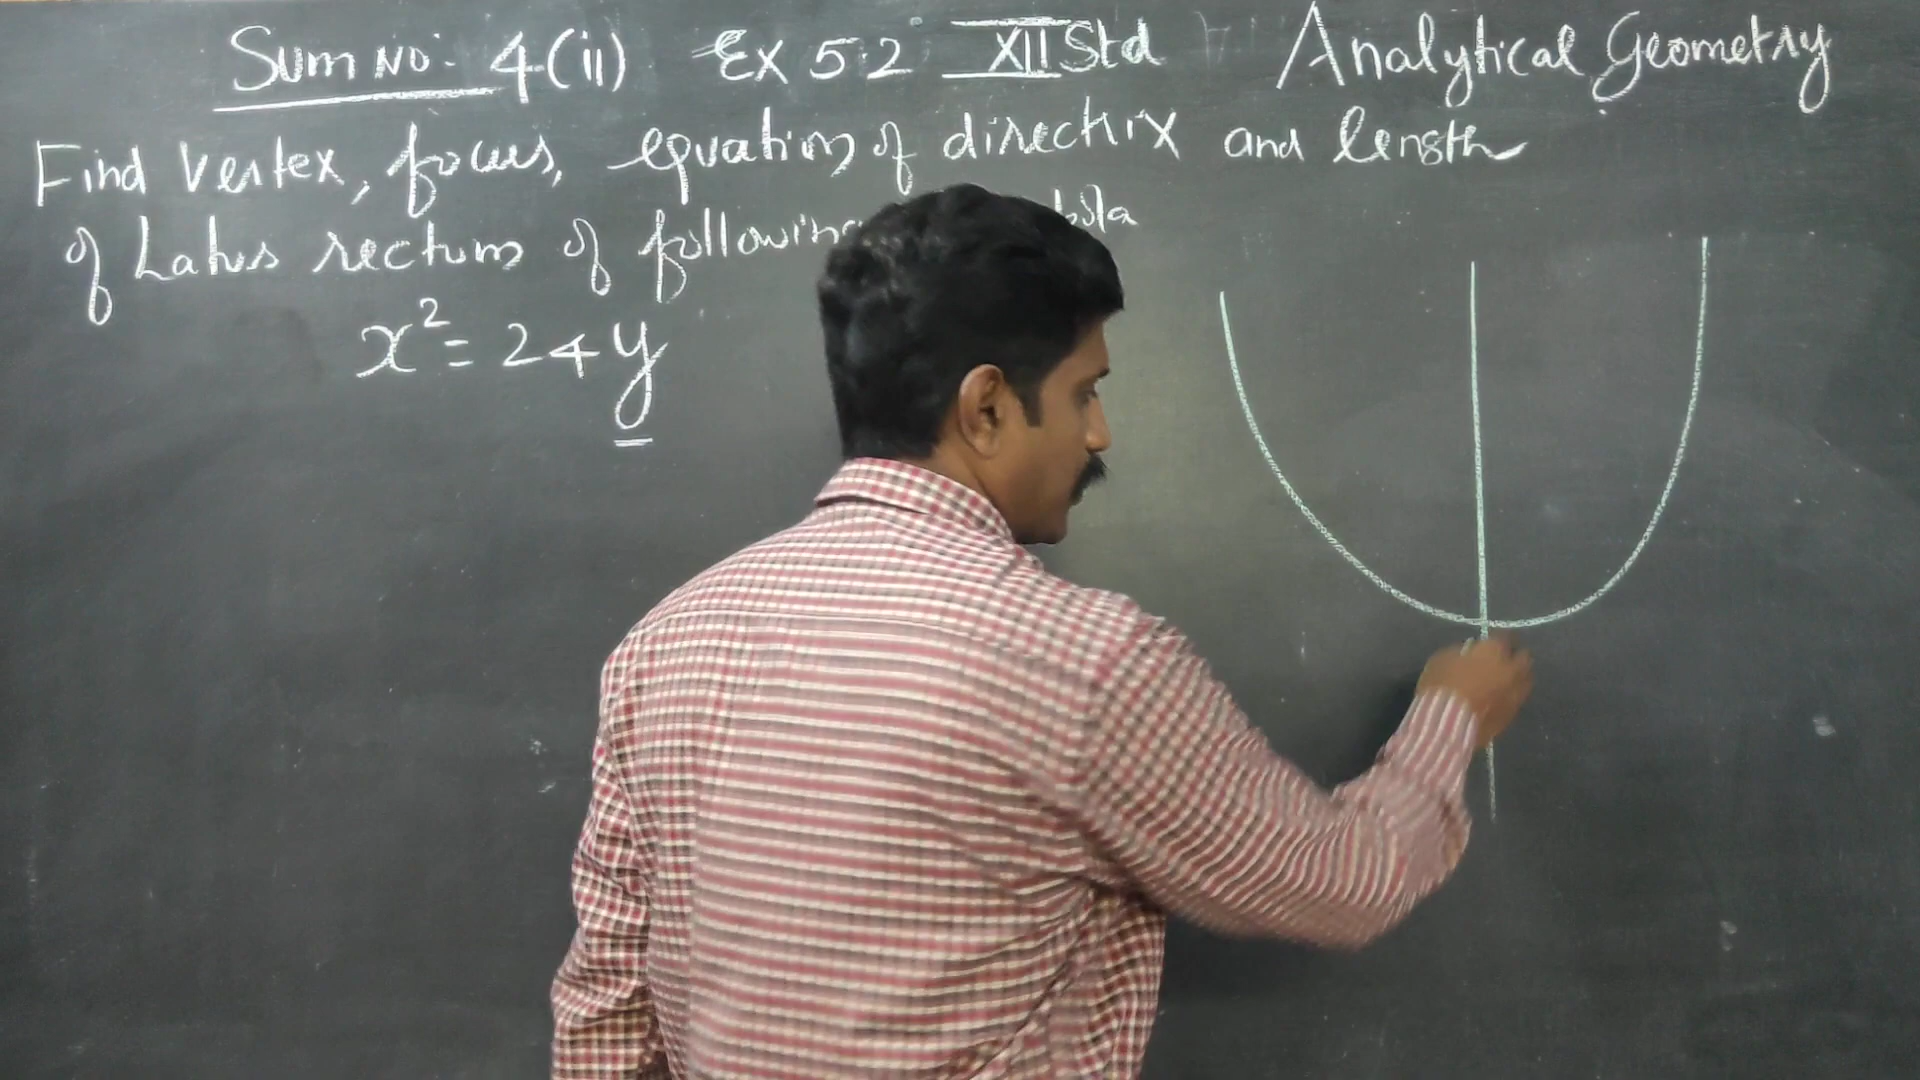 Sum No: 4(ii) Ex 5.2 XII Std Analytical Geometry
Find Vertex, focus, equation of directrix and length
of Latus rectum of following
x² = 24y